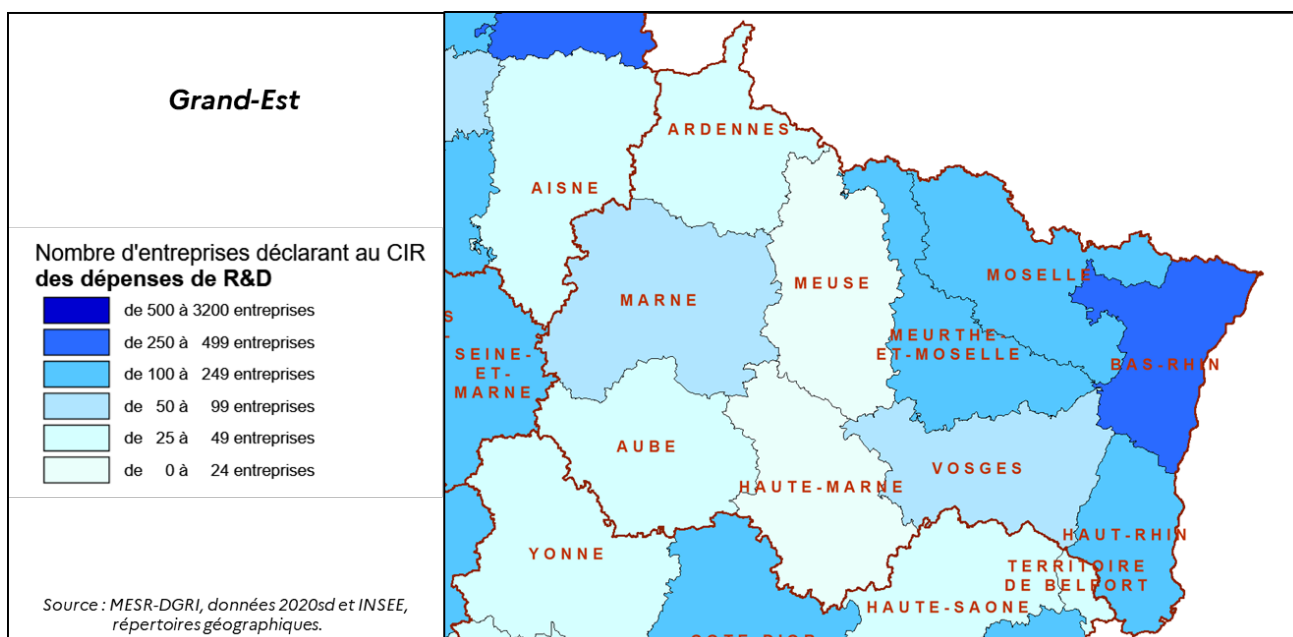 Grand-Est
Nombre d'entreprises déclarant au CIR
des dépenses de R&D
de 500 à 3200 entreprises
de 250 à 499 entreprises
de 100 à 249 entreprises
de 50 à 99 entreprises
de 25 à 49 entreprises
de 0 à 24 entreprises
Source : MESR-DGRI, données 2020sd et INSEE,
répertoires géographiques.
ARDENNES
AISNE
MARNE
MEUSE
MOSELLE
S
SEINE-
ET-
MARNE
MEURTHE-
ET-MOSELLE
BAS-RHIN
AUBE
HAUTE-MARNE
VOSGES
YONNE
HAUT-RHIN
TERRITOIRE
DE BELFORT
HAUTE-SAONE
COTE-D'OR